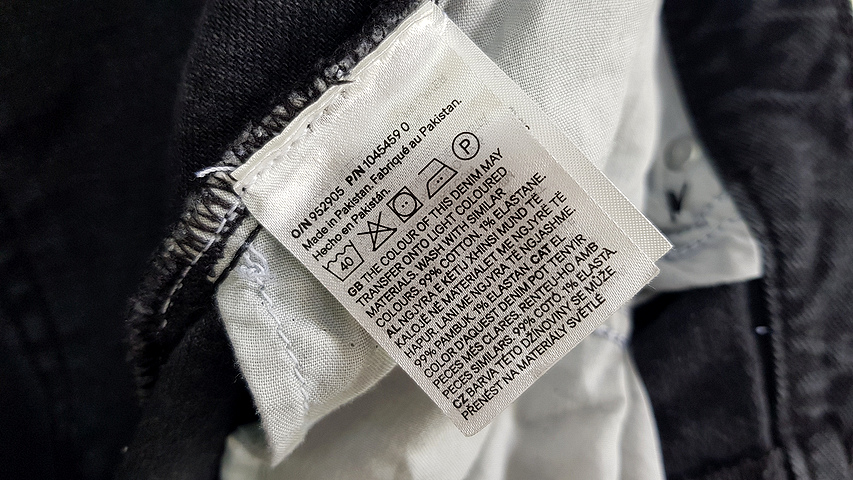 O/N 952905 P/N 1045459 0
Made in Pakistan. Fabriqué au Pakistan.
Hecho en Pakistán.
40 P
GB THE COLOUR OF THIS DENIM MAY
TRANSFER ONTO LIGHT COLOURED
MATERIALS. WASH WITH SIMILAR
COLOURS. 99% COTTON, 1% ELASTANE.
AL NGJYRA E KËTIJ XHINSI MUND TË
KALOJË NË MATERIALET ME NGJYRË TË
HAPUR. LANI ME NGJYRA TË NGJASHME.
99% PAMBUK, 1% ELASTAN. CAT EL
COLOR D'AQUEST DENIM POT TENYIR
PECES MÉS CLARES. RENTEU-HO AMB
PECES SIMILARS. 99% COTÓ, 1% ELASTÀ.
CZ BARVA TÉTO DŽÍNOVINY SE MŮŽE
PŘENÉST NA MATERIÁLY SVĚTLÉ